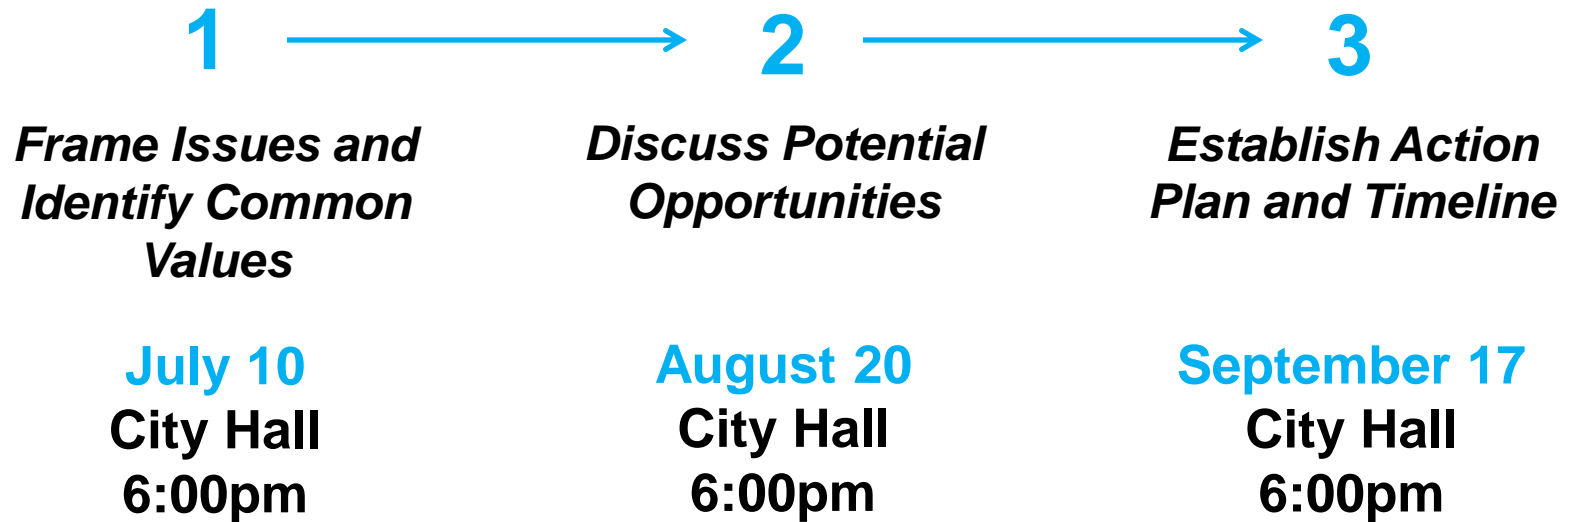 1
2
3
Frame Issues and
Identify Common
Values
Discuss Potential
Opportunities
Establish Action
Plan and Timeline
July 10
City Hall
6:00pm
August 20
City Hall
6:00pm
September 17
City Hall
6:00pm